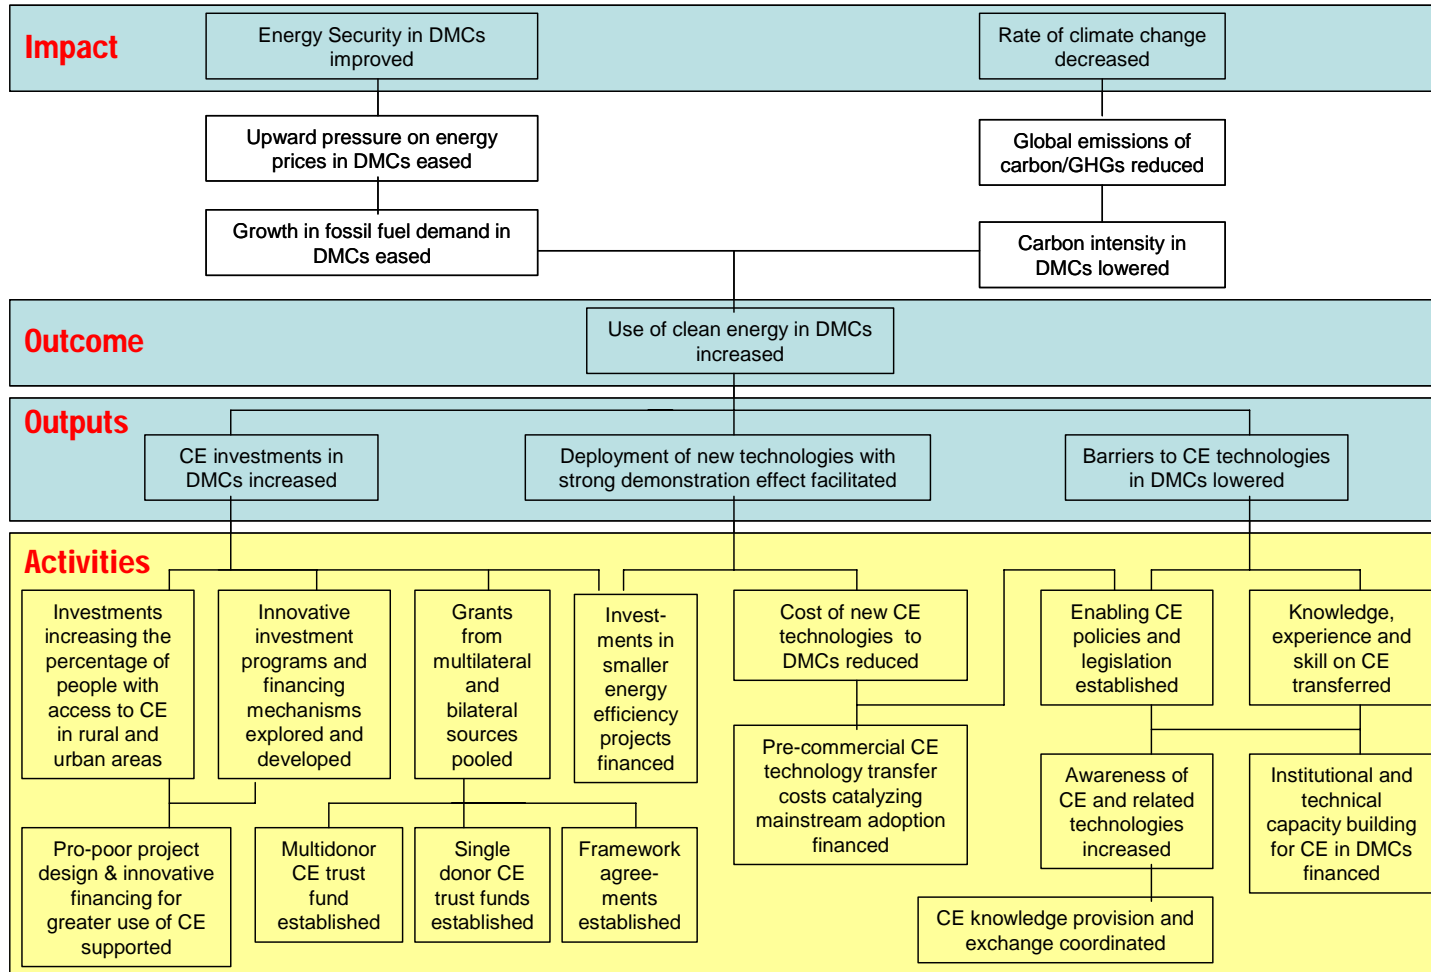 Impact
Energy Security in DMCs
improved
Rate of climate change
decreased
Upward pressure on energy
prices in DMCs eased
Global emissions of
carbon/GHGs reduced
Growth in fossil fuel demand in
DMCs eased
Carbon intensity in
DMCs lowered
Outcome
Use of clean energy in DMCs
increased
Outputs
CE investments in
DMCs increased
Deployment of new technologies with
strong demonstration effect facilitated
Barriers to CE technologies
in DMCs lowered
Activities
Investments
increasing the
percentage of
people with
access to CE
in rural and
urban areas
Innovative
investment
programs and
financing
mechanisms
explored and
developed
Grants
from
multilateral
and
bilateral
sources
pooled
Invest-
ments in
smaller
energy
efficiency
projects
financed
Cost of new CE
technologies to
DMCs reduced
Enabling CE
policies and
legislation
established
Knowledge,
experience and
skill on CE
transferred
Pre-commercial CE
technology transfer
costs catalyzing
mainstream adoption
financed
Awareness of
CE and related
technologies
increased
Institutional and
technical
capacity building
for CE in DMCs
financed
Pro-poor project
design & innovative
financing for
greater use of CE
supported
Multidonor
CE trust
fund
established
Single
donor CE
trust funds
established
Framework
agree-
ments
established
CE knowledge provision and
exchange coordinated